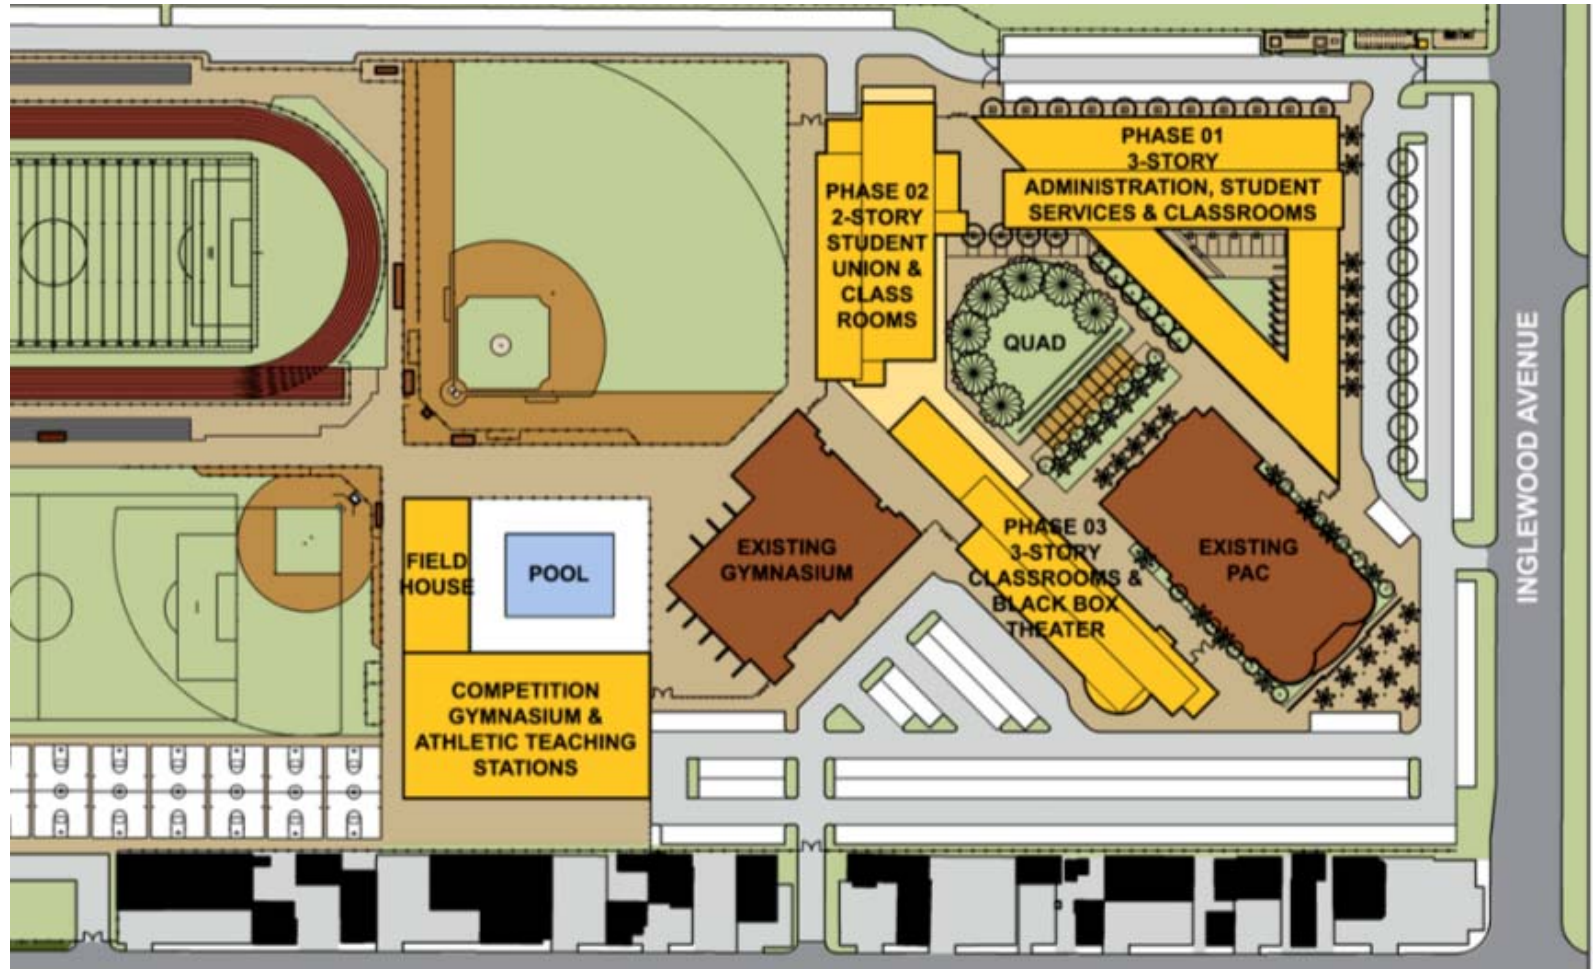 PHASE 01
3-STORY
ADMINISTRATION, STUDENT
SERVICES & CLASSROOMS
PHASE 02
2-STORY
STUDENT
UNION &
CLASS
ROOMS
QUAD
INGLEWOOD AVENUE
PHASE 03
3-STORY
CLASSROOMS &
BLACK BOX
THEATER
EXISTING
PAC
EXISTING
GYMNASIUM
FIELD
HOUSE
POOL
COMPETITION
GYMNASIUM &
ATHLETIC TEACHING
STATIONS